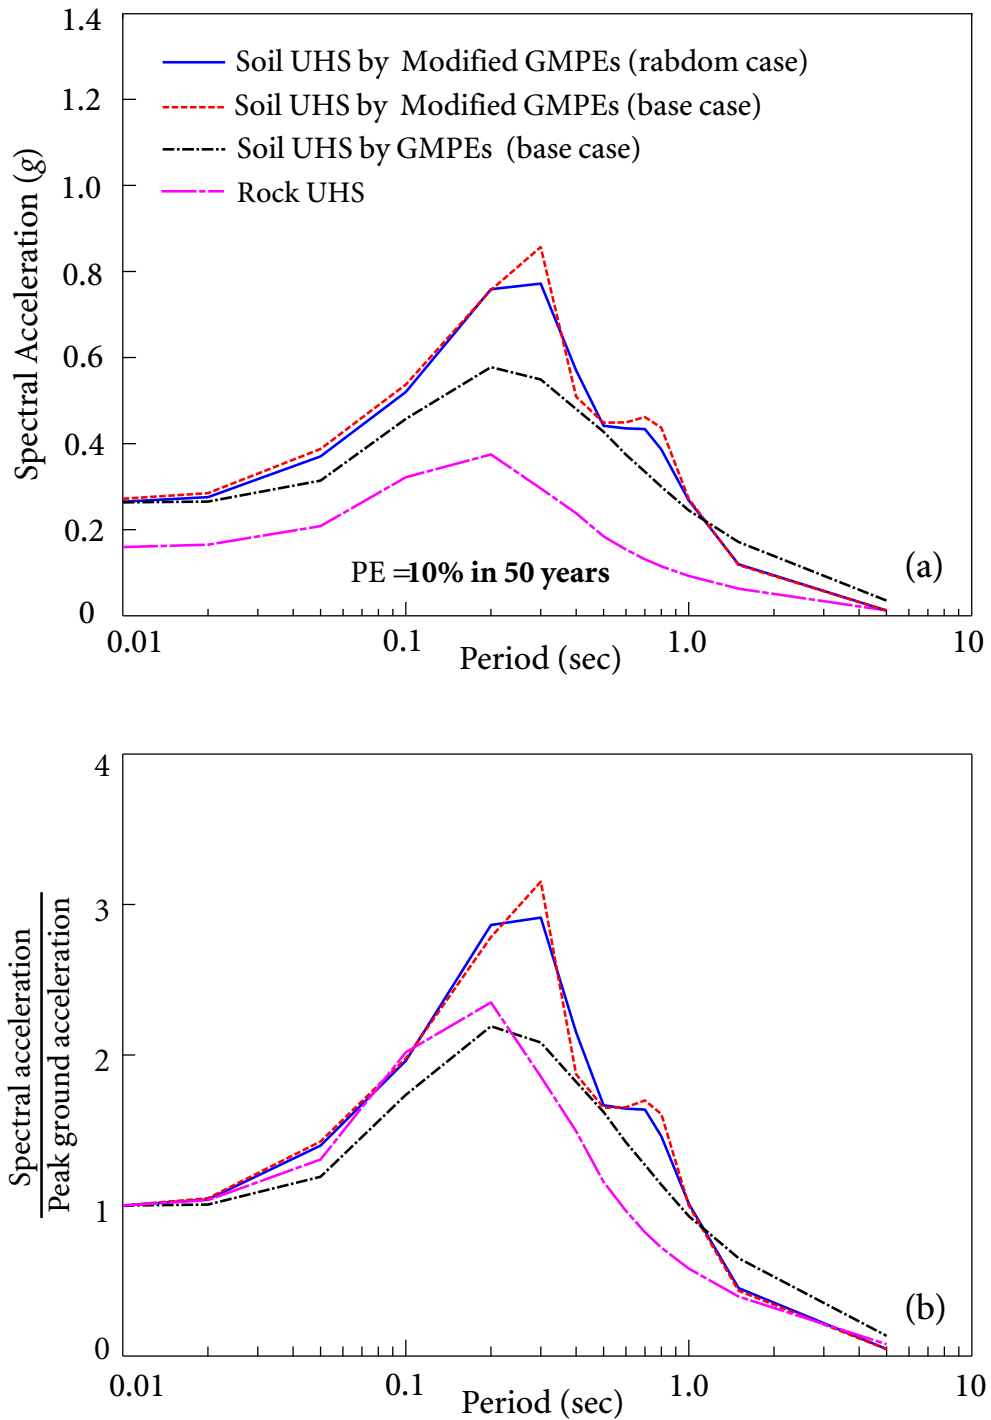 1.4
1.2
1.0
0.8
0.6
0.4
0.2
0
Spectral Acceleration (g)
Soil UHS by Modified GMPEs (rabdom case)
Soil UHS by Modified GMPEs (base case)
Soil UHS by GMPEs (base case)
Rock UHS
PE =10% in 50 years
(a)
0.01 0.1 1.0 10
Period (sec)
4
3
2
1
0
Spectral acceleration
Peak ground acceleration
(b)
0.01 0.1 1.0 10
Period (sec)